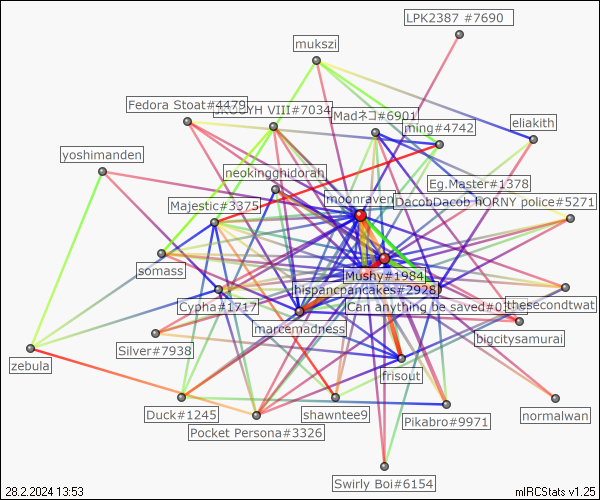 LPK2387 #7690
mukszi
Fedora Stoat#4479
VIII#7034
Madネコ#6901
ming#4742
eliakith
yoshimanden
neokingghidorah
Eg.Master#1378
moonraven
DacobDacob
HORNY police#5271
Majestic#3375
somass
Mushy#1984
hispancpancakes#2928
Cypha#1717
Can anything be saved#0
thesecondtwat
marcemadness
bigcitysamurai
Silver#7938
zebula
frisout
Duck#1245
shawntee9
Pikabro#9971
normalwan
Pocket Persona#3326
Swirly Boi#6154
28.2.2024 13:53
mIRCStats v1.25